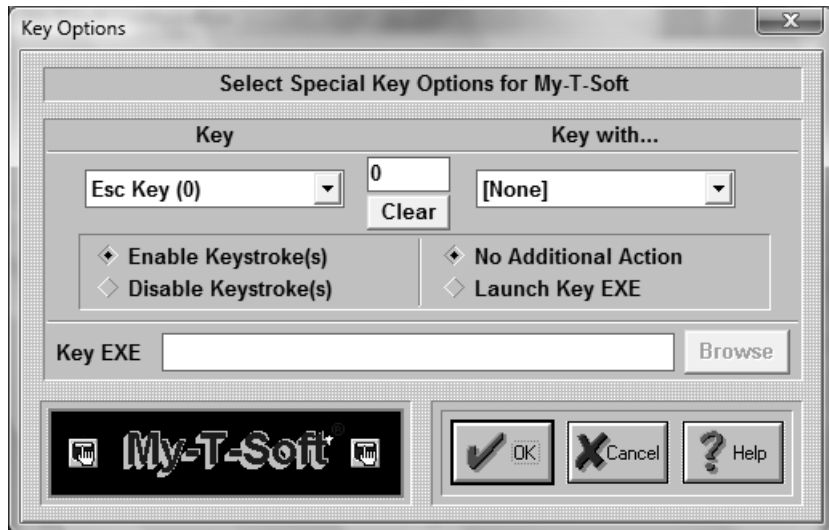 Key Options
x
Select Special Key Options for My-T-Soft
Key Key with...
Esc Key (0) 0 [None]
Clear
Enable Keystroke(s) No Additional Action
Disable Keystroke(s) Launch Key EXE
Key EXE Browse
My-T-Soft® OK Cancel Help